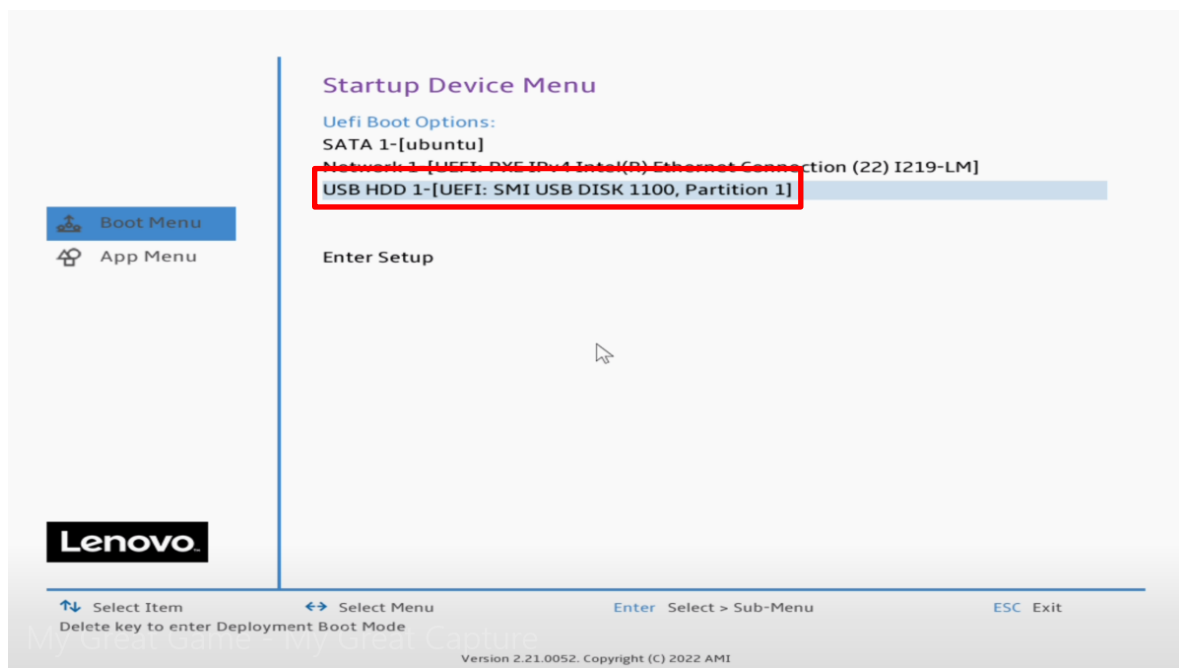 Startup Device Menu
Uefi Boot Options:
SATA 1-[ubuntu]
Network 1-[UEFI: PXE IPv4 Intel(R) Ethernet Connection (22) I219-LM]
USB HDD 1-[UEFI: SMI USB DISK 1100, Partition 1]
Boot Menu
App Menu
Enter Setup
Lenovo
Select Item
Select Menu
Enter Select > Sub-Menu
ESC Exit
Delete key to enter Deployment Boot Mode
My Great Game - My Great Capture
Version 2.21.0052. Copyright (C) 2022 AMI